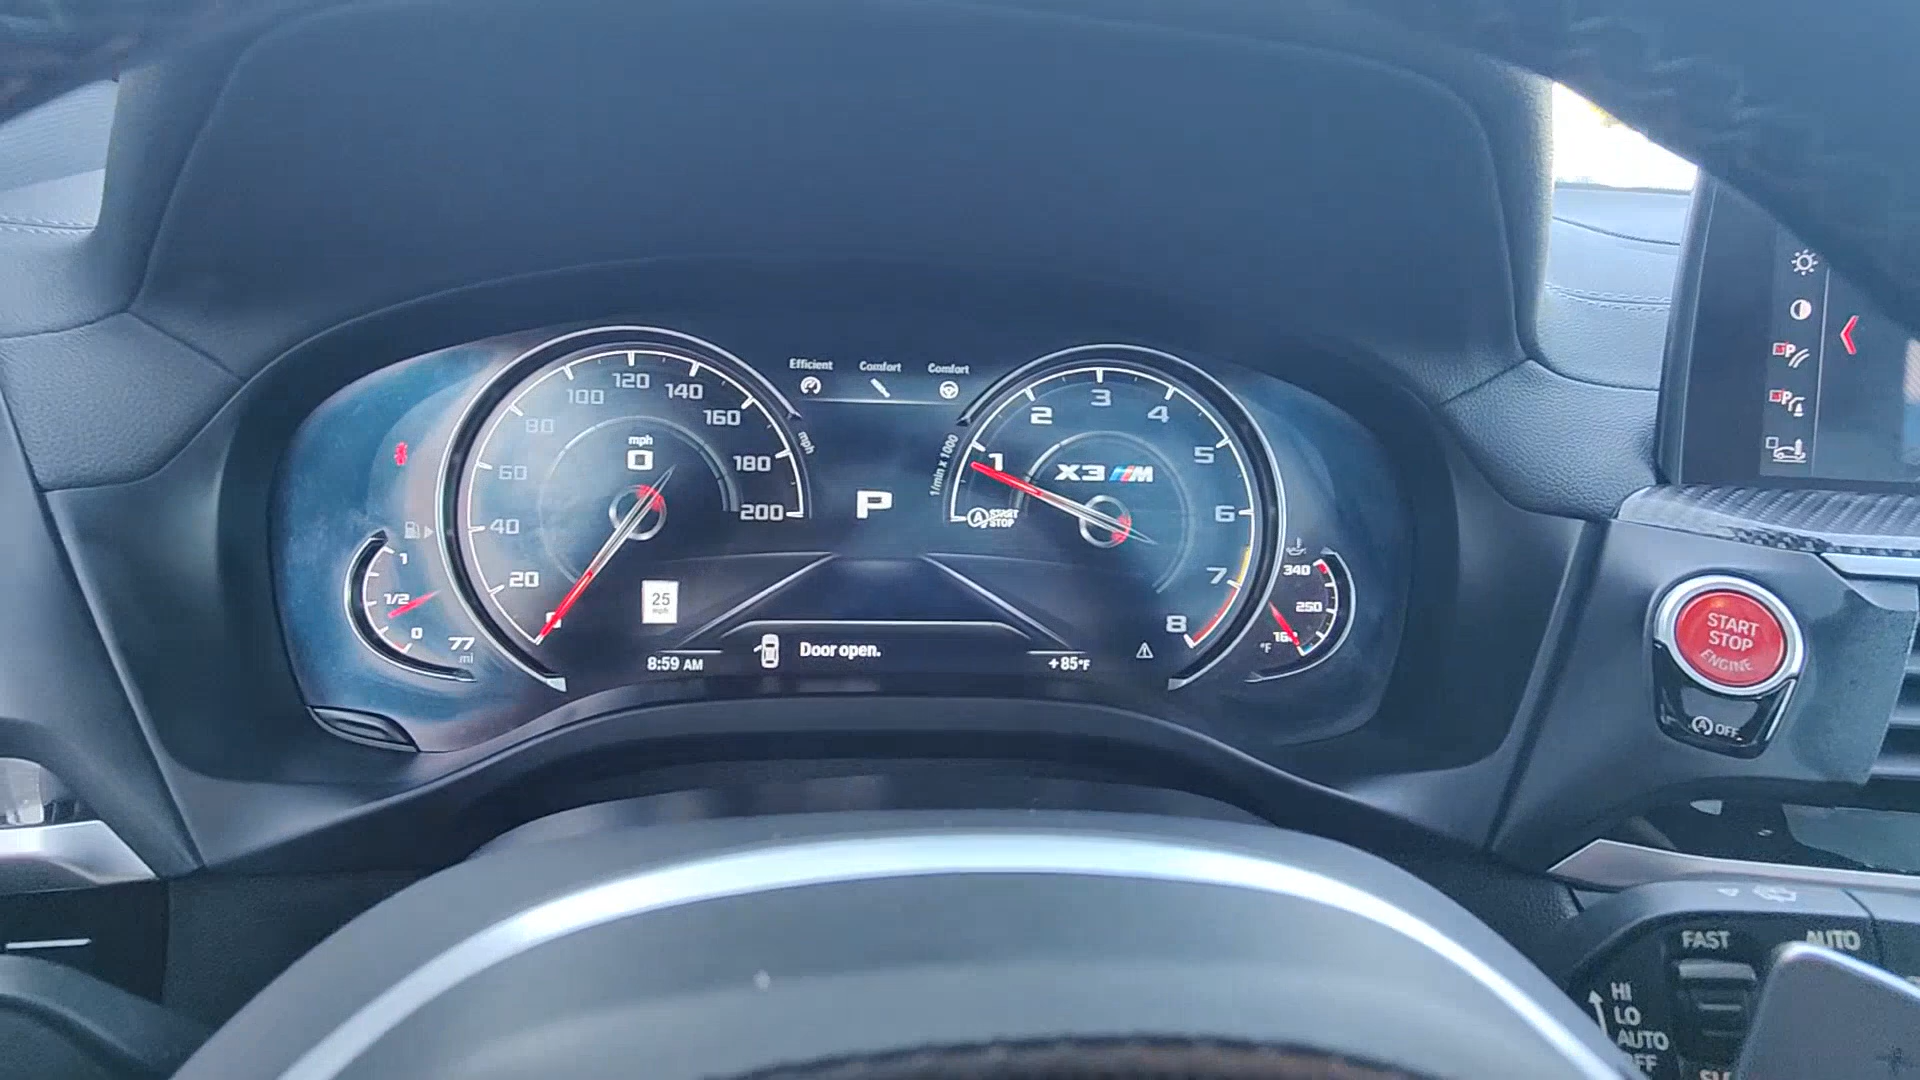 Efficient
Comfort
Comfort
20
40
60
80
100
120
140
160
180
200
mph
mph
0
P
1/min x 1000
1
2
3
4
5
6
7
8
X3 M
A START
STOP
1
1/2
0
77
mi
25
mph
8:59 AM
Door open.
+85°F
340
250
°F
P
P
START
STOP
ENGINE
A OFF
FAST
AUTO
HI
LO
AUTO